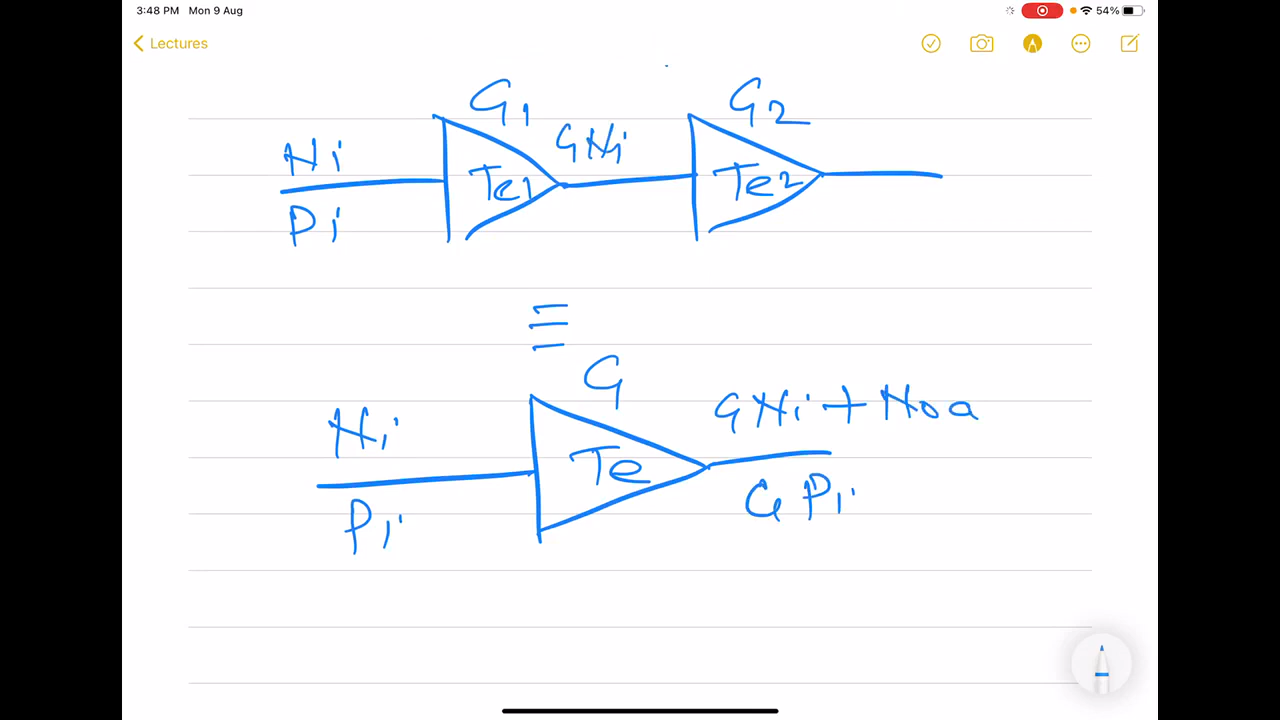 3:48 PM Mon 9 Aug
54%
Lectures
G1
G2
Ni
GNi
Te1
Te2
Pi
≡
G
Ni
GNi + Noa
Te
Pi
GPi